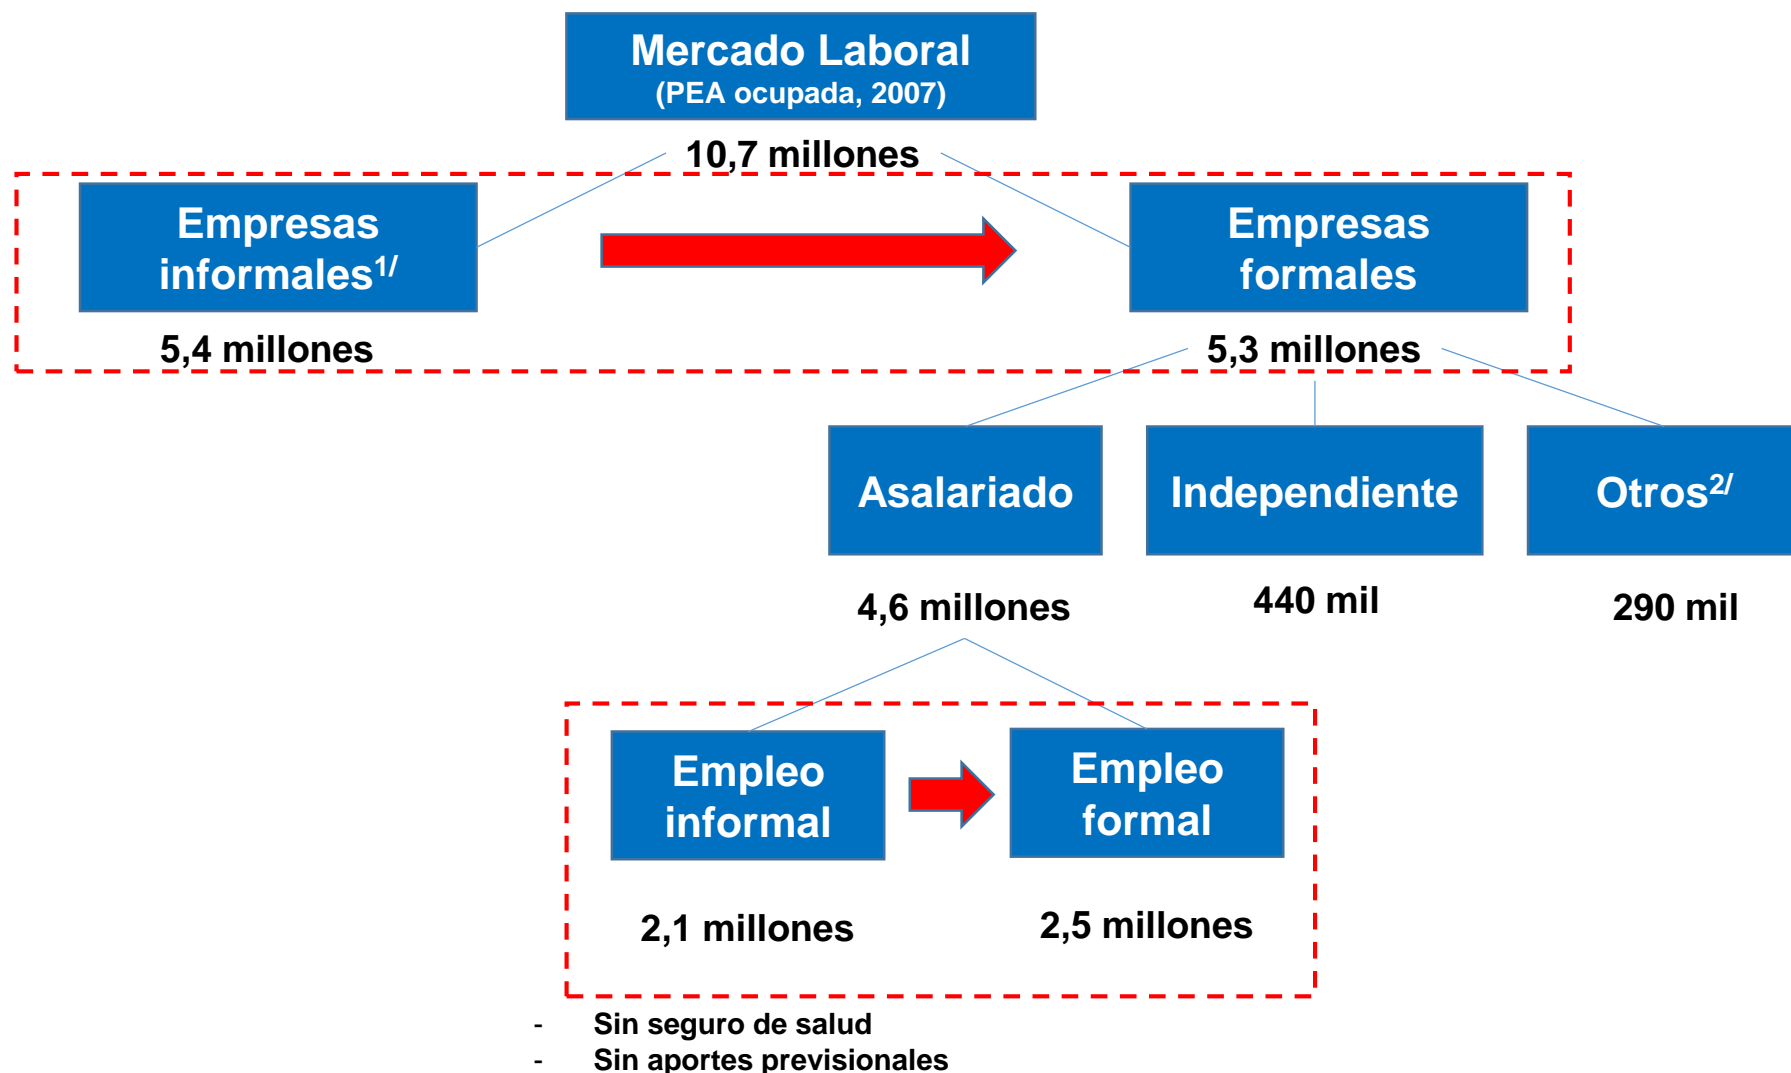 Mercado Laboral
(PEA ocupada, 2007)
10,7 millones
Empresas
informales1/
Empresas
formales
5,4 millones
5,3 millones
Asalariado
Independiente
Otros2/
4,6 millones
440 mil
290 mil
Empleo
informal
Empleo
formal
2,1 millones
2,5 millones
- Sin seguro de salud
- Sin aportes previsionales